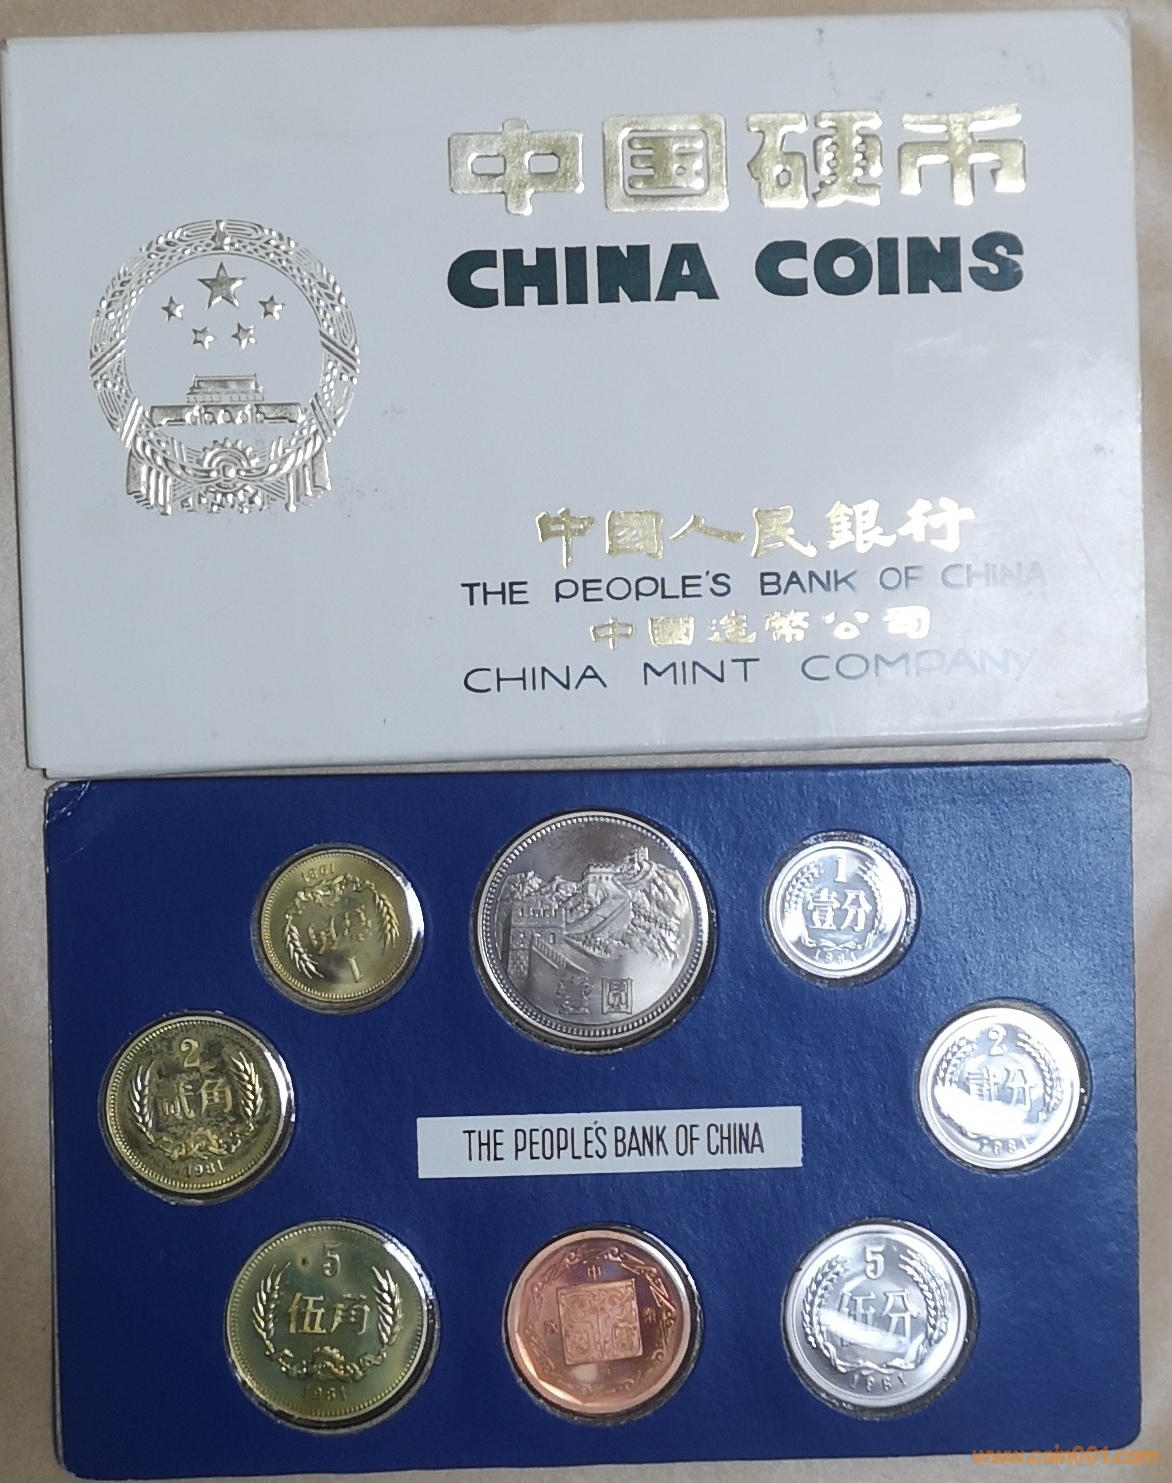 中国硬币
CHINA COINS
中國人民銀行
THE PEOPLE'S BANK OF CHINA
中國造幣公司
CHINA MINT COMPANY
1981
壹角
1
壹圓
1
壹分
1981
2
贰角
1981
2
贰分
1981
THE PEOPLE'S BANK OF CHINA
5
伍角
1981
中
5
伍分
1981
www.coin001.com